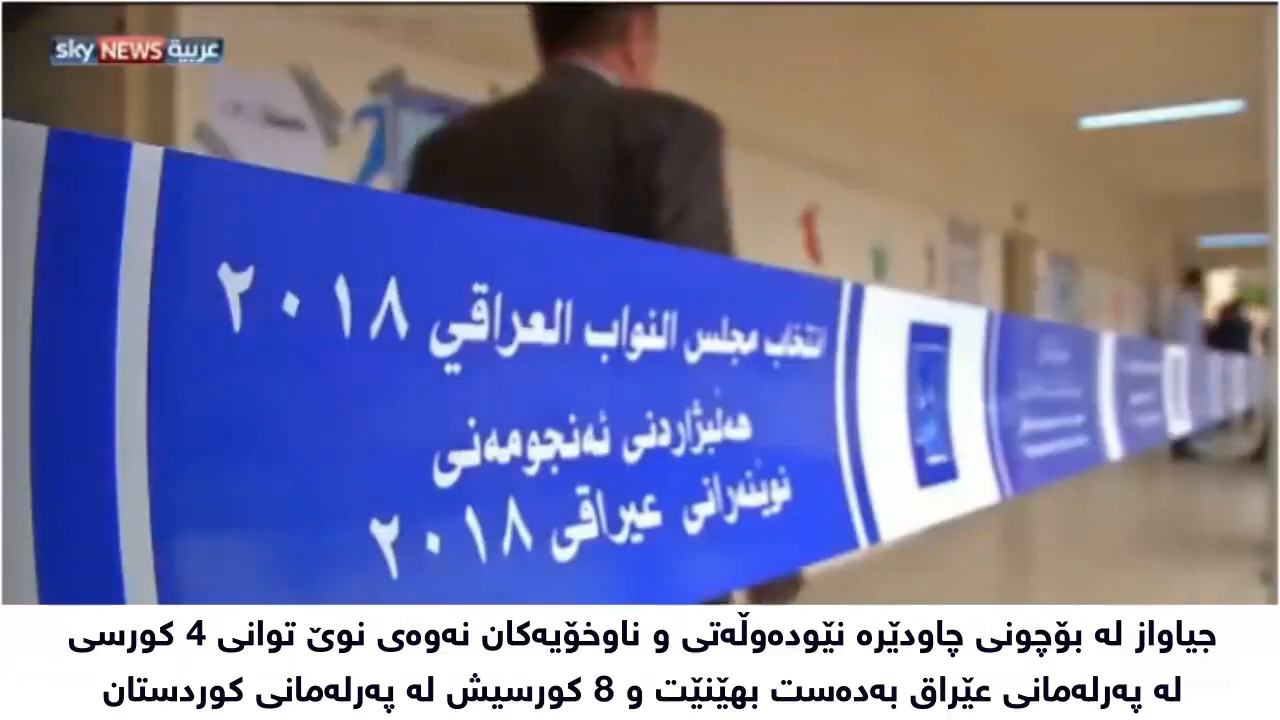 sky NEWS عربية
انتخاب مجلس النواب العراقي ٢٠١٨
هەڵبژاردنی ئەنجومەنی
نوێنەرانی عیراقی ٢٠١٨
جیاواز لە بۆچونی چاودێرە نێودەوڵەتی و ناوخۆیەکان نەوەی نوێ توانی 4 کورسی
لە پەرلەمانی عێراق بەدەست بهێنێت و 8 کورسیش لە پەرلەمانی کوردستان